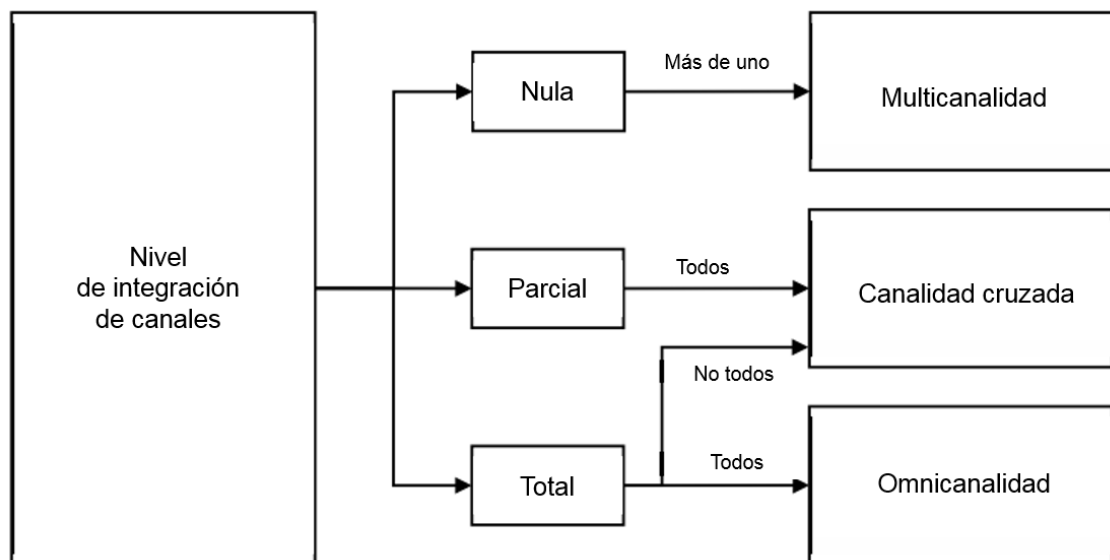 Nivel
de integración
de canales
Nula
Más de uno
Multicanalidad
Parcial
Todos
Canalidad cruzada
No todos
Total
Todos
Omnicanalidad